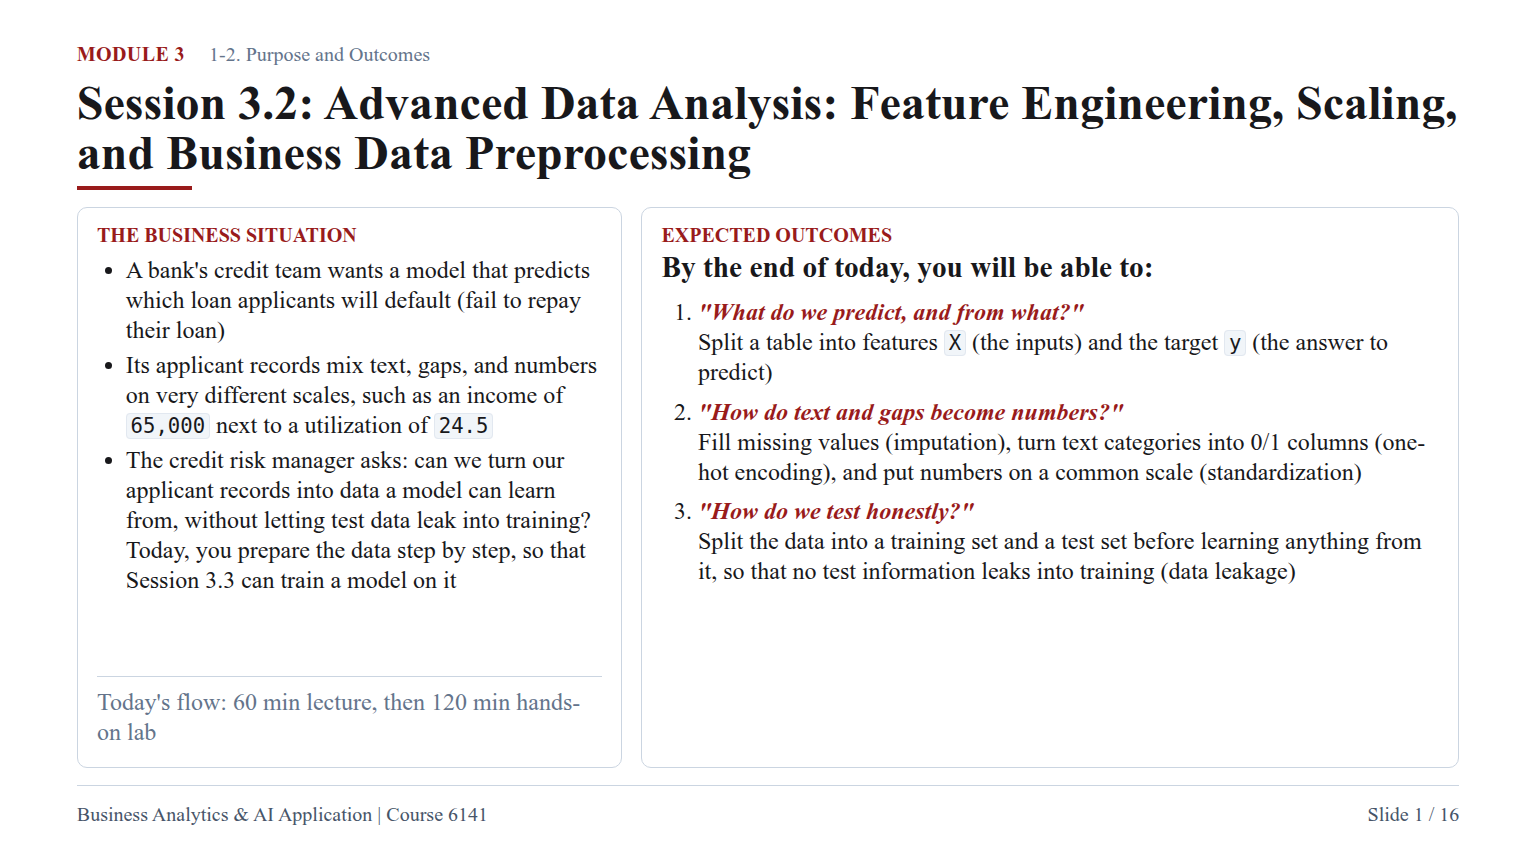 MODULE 3 1-2. Purpose and Outcomes
Session 3.2: Advanced Data Analysis: Feature Engineering, Scaling,
and Business Data Preprocessing
THE BUSINESS SITUATION
• A bank's credit team wants a model that predicts
which loan applicants will default (fail to repay
their loan)
• Its applicant records mix text, gaps, and numbers
on very different scales, such as an income of
65,000 next to a utilization of 24.5
• The credit risk manager asks: can we turn our
applicant records into data a model can learn
from, without letting test data leak into training?
Today, you prepare the data step by step, so that
Session 3.3 can train a model on it
Today's flow: 60 min lecture, then 120 min hands-
on lab
EXPECTED OUTCOMES
By the end of today, you will be able to:
1. "What do we predict, and from what?"
Split a table into features X (the inputs) and the target y (the answer to
predict)
2. "How do text and gaps become numbers?"
Fill missing values (imputation), turn text categories into 0/1 columns (one-
hot encoding), and put numbers on a common scale (standardization)
3. "How do we test honestly?"
Split the data into a training set and a test set before learning anything from
it, so that no test information leaks into training (data leakage)
Business Analytics & AI Application | Course 6141
Slide 1 / 16